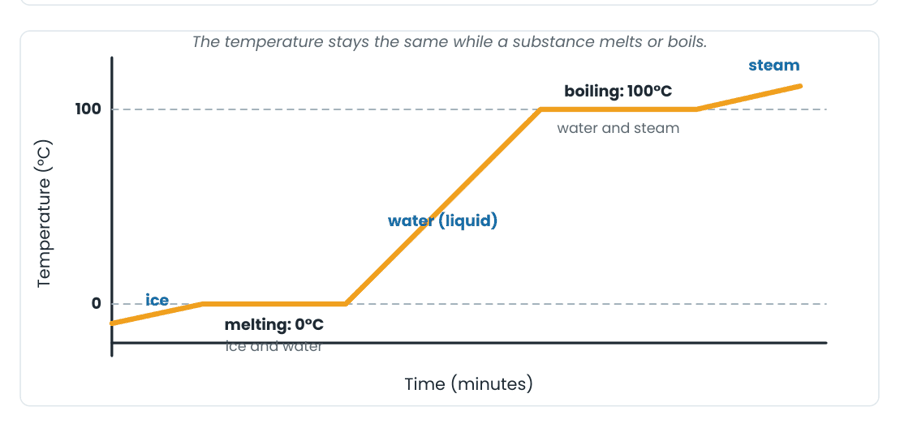 The temperature stays the same while a substance melts or boils.
steam
boiling: 100°C
100
water and steam
Temperature (°C)
water (liquid)
ice
0
melting: 0°C
ice and water
Time (minutes)